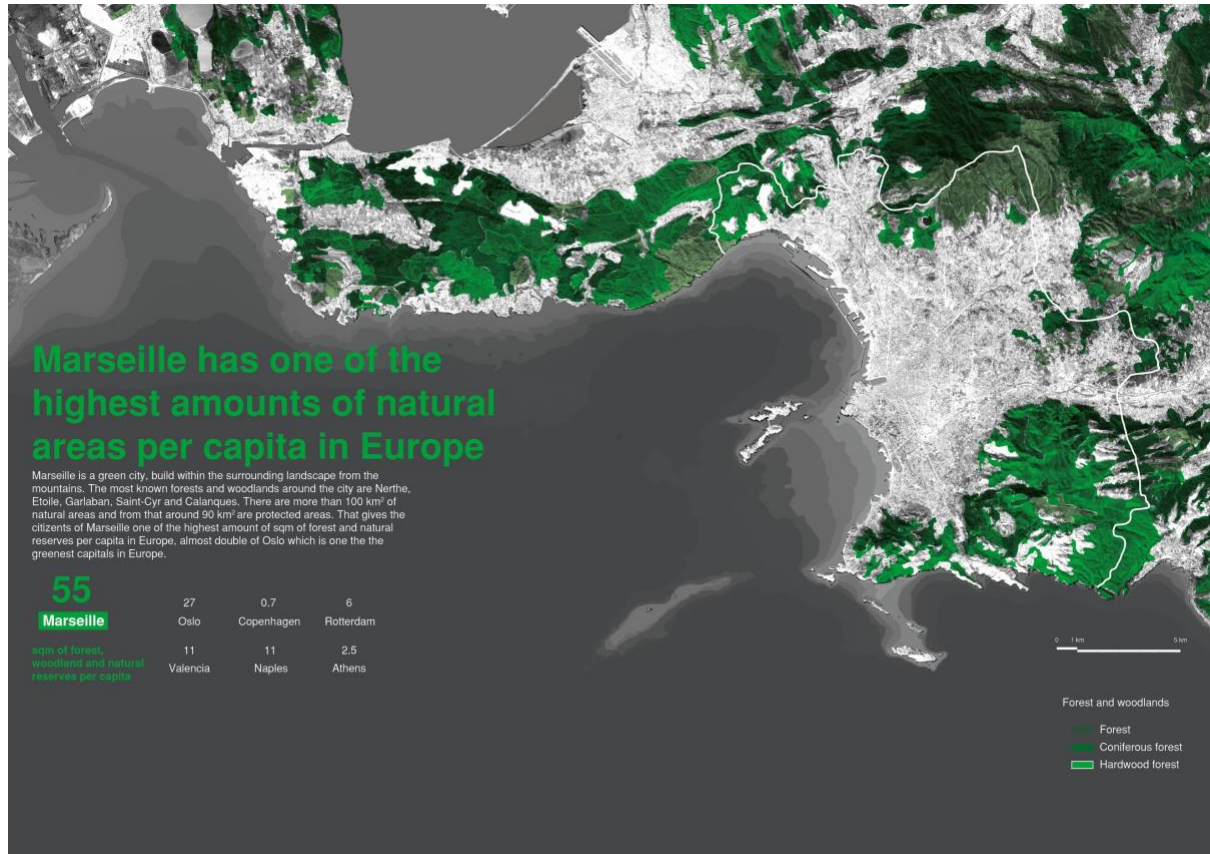 Marseille has one of the
highest amounts of natural
areas per capita in Europe
Marseille is a green city, build within the surrounding landscape from the
mountains. The most known forests and woodlands around the city are Nerthe,
Etoile, Garlaban, Saint-Cyr and Calanques. There are more than 100 km² of
natural areas and from that around 90 km² are protected areas. That gives the
citizens of Marseille one of the highest amount of sqm of forest and natural
reserves per capita in Europe, almost double of Oslo which is one the the
greenest capitals in Europe.
55
Marseille
sqm of foreet,
woodland and natural
reserves per capita
27 0.7 6
Oslo Copenhagen Rotterdam
11 11 2.5
Valencia Naples Athens
0 1 km 5 km
Forest and woodlands
Forest
Coniferous forest
Hardwood forest